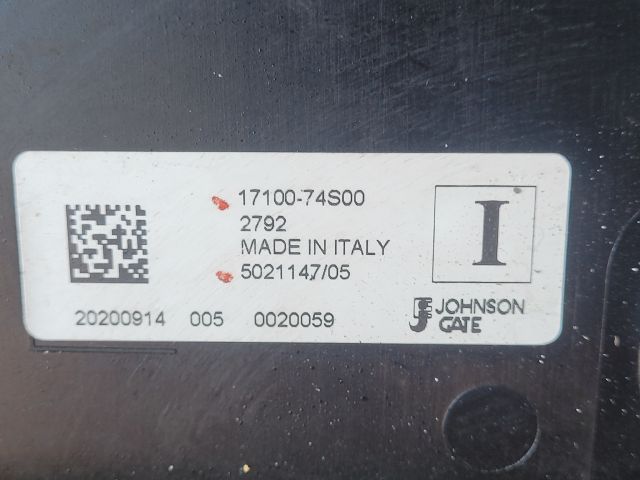 17100-74S00
2792
MADE IN ITALY
5021147/05
I
20200914 005 0020059
JOHNSON
GATE